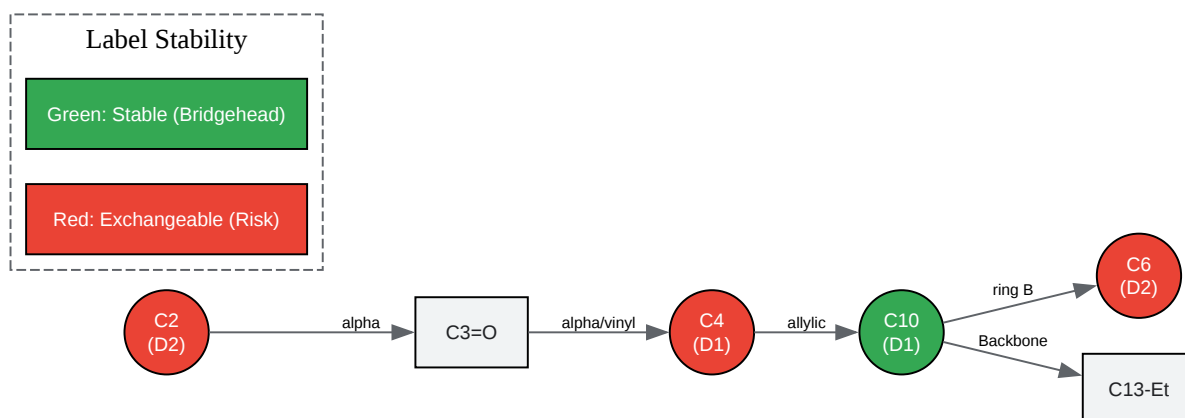 Label Stability
Green: Stable (Bridgehead)
Red: Exchangeable (Risk)
C2
(D2)
alpha
C3=O
alpha/vinyl
C4
(D1)
allylic
C10
(D1)
ring B
C6
(D2)
Backbone
C13-Et